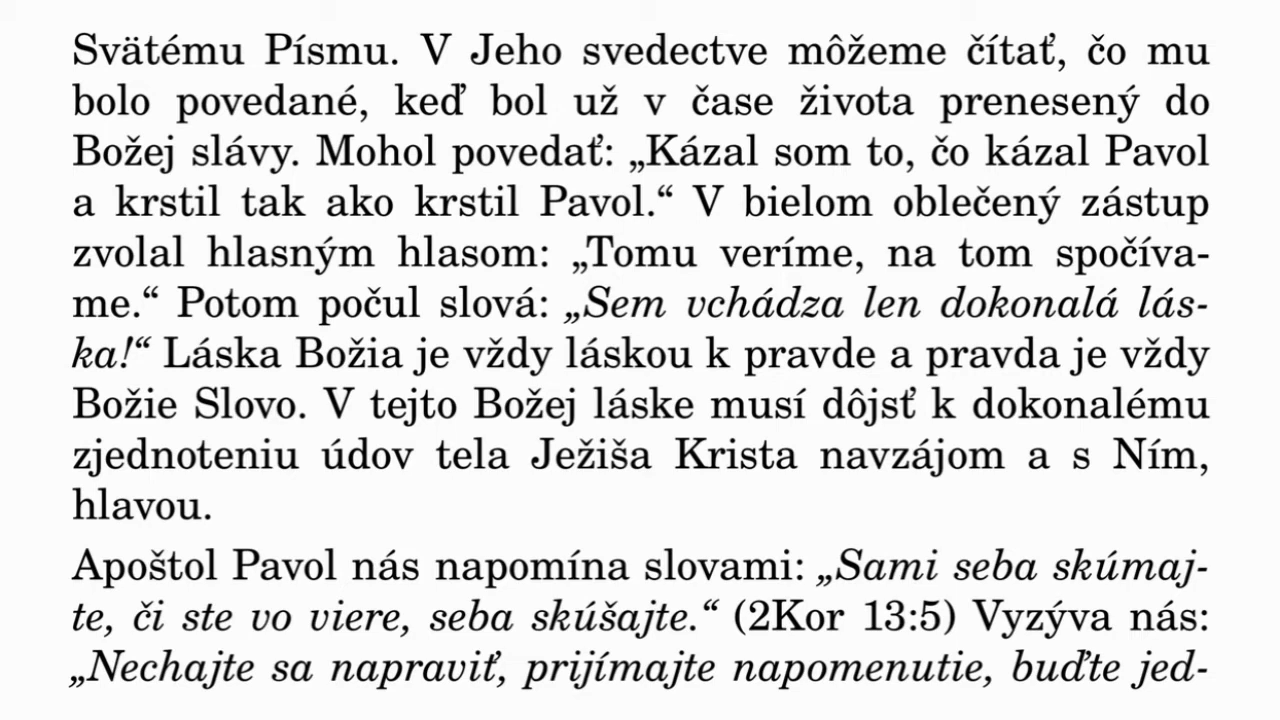 Svätému Písmu. V Jeho svedectve môžeme čítať, čo mu
bolo povedané, keď bol už v čase života prenesený do
Božej slávy. Mohol povedať: „Kázal som to, čo kázal Pavol
a krstil tak ako krstil Pavol.“ V bielom oblečený zástup
zvolal hlasným hlasom: „Tomu veríme, na tom spočíva-
me.“ Potom počul slová: „Sem vchádza len dokonalá lás-
ka!“ Láska Božia je vždy láskou k pravde a pravda je vždy
Božie Slovo. V tejto Božej láske musí dôjsť k dokonalému
zjednoteniu údov tela Ježiša Krista navzájom a s Ním,
hlavou.
Apoštol Pavol nás napomína slovami: „Sami seba skúmaj-
te, či ste vo viere, seba skúšajte.“ (2Kor 13:5) Vyzýva nás:
„Nechajte sa napraviť, prijímajte napomenutie, buďte jed-